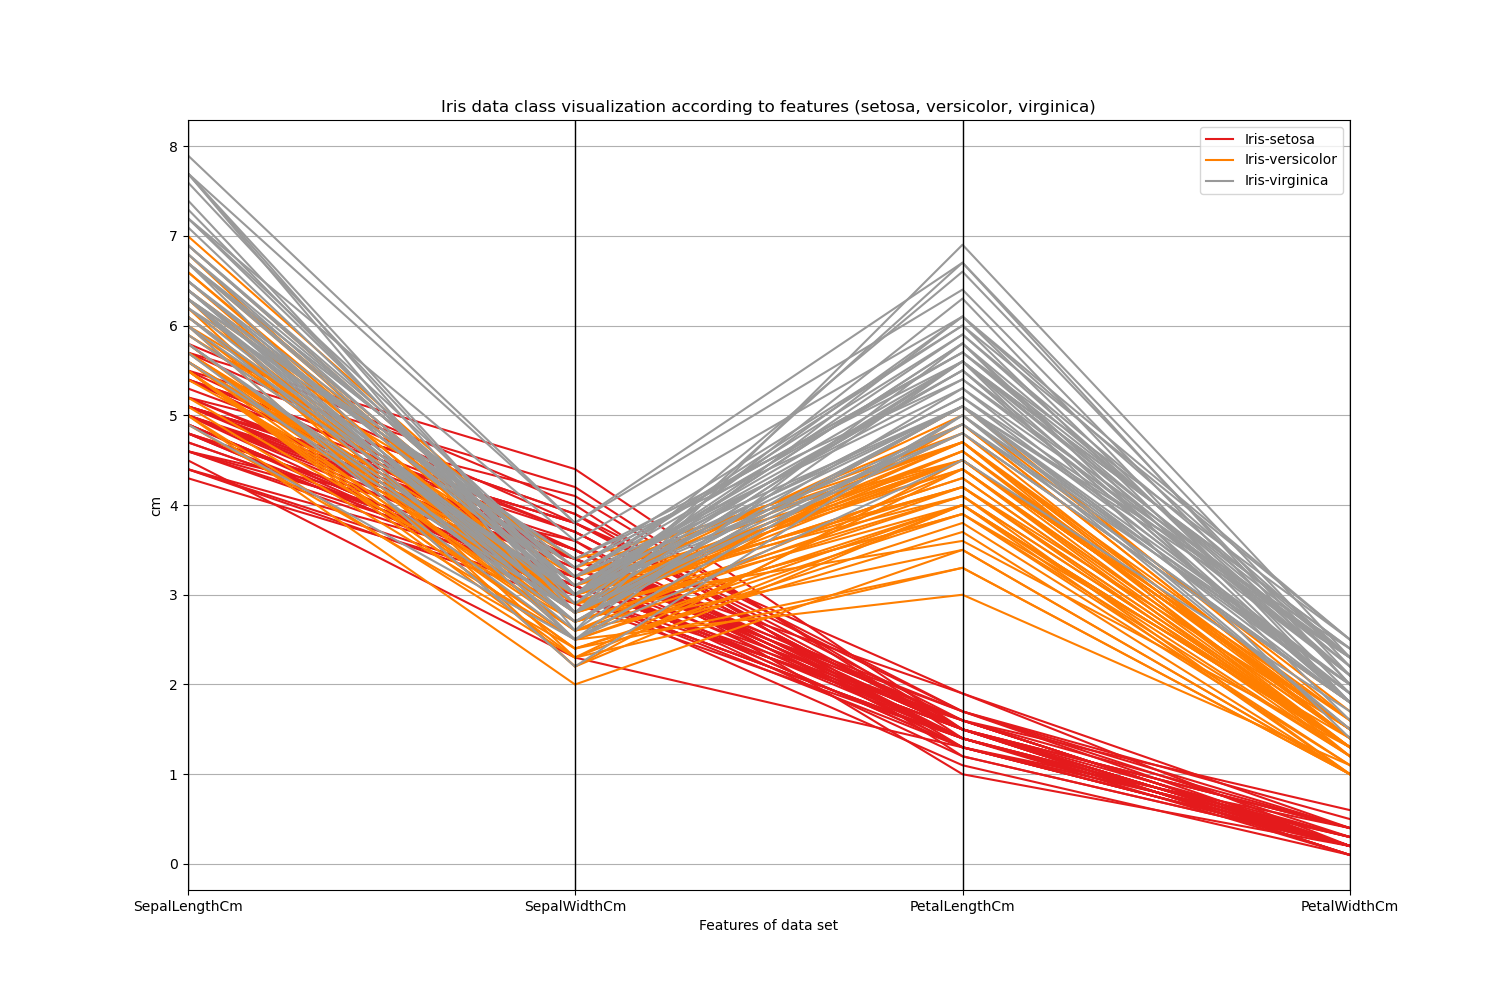 Iris data class visualization according to features (setosa, versicolor, virginica)
Iris-setosa
Iris-versicolor
Iris-virginica
8
7
6
5
4
3
2
1
0
cm
SepalLengthCm
SepalWidthCm
PetalLengthCm
PetalWidthCm
Features of data set